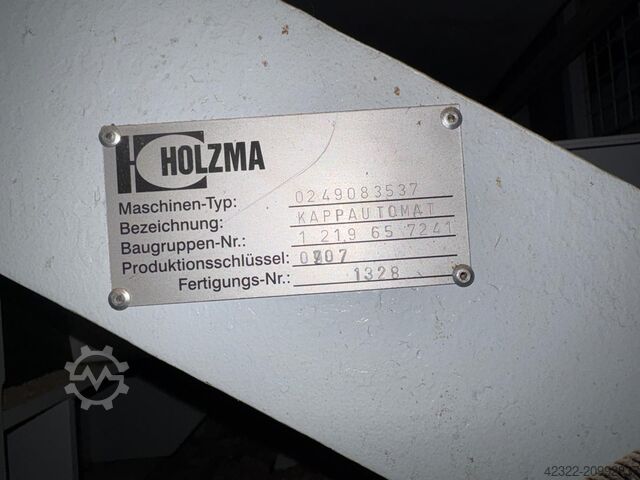 HOLZMA
Maschinen-Typ: 0249083537
Bezeichnung: KAPPAUTOMAT
Baugruppen-Nr.: 1 219 65 7241
Produktionsschlüssel:
Fertigungs-Nr.: 1328